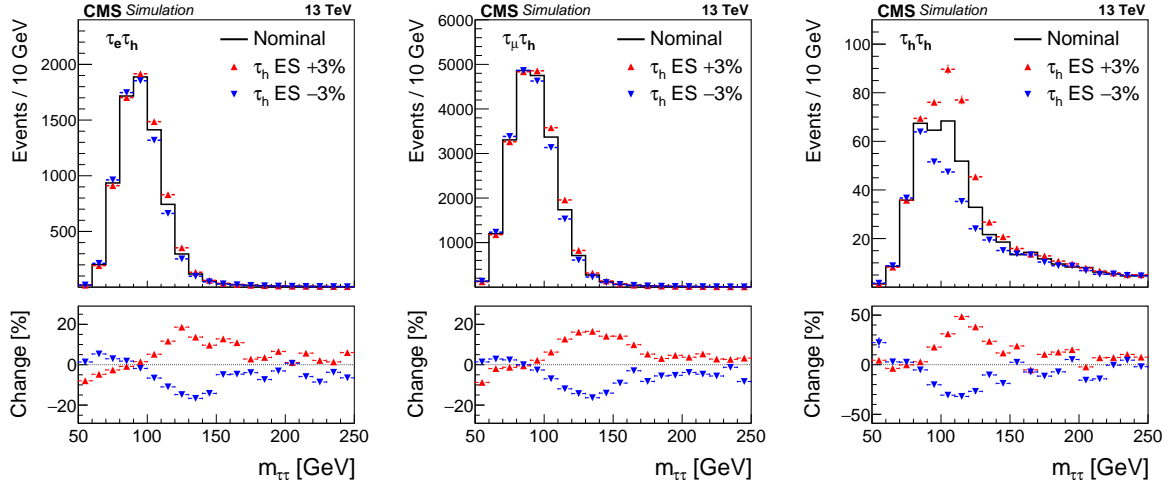 CMS Simulation 13 TeV
τeτh
Nominal
τh ES +3%
τh ES −3%
Events / 10 GeV
2000
1500
1000
500
Change [%]
20
0
−20
50 100 150 200 250
mττ [GeV]
CMS Simulation 13 TeV
τμτh
Nominal
τh ES +3%
τh ES −3%
Events / 10 GeV
6000
5000
4000
3000
2000
1000
Change [%]
20
0
−20
50 100 150 200 250
mττ [GeV]
CMS Simulation 13 TeV
τhτh
Nominal
τh ES +3%
τh ES −3%
Events / 10 GeV
100
80
60
40
20
Change [%]
50
0
−50
50 100 150 200 250
mττ [GeV]